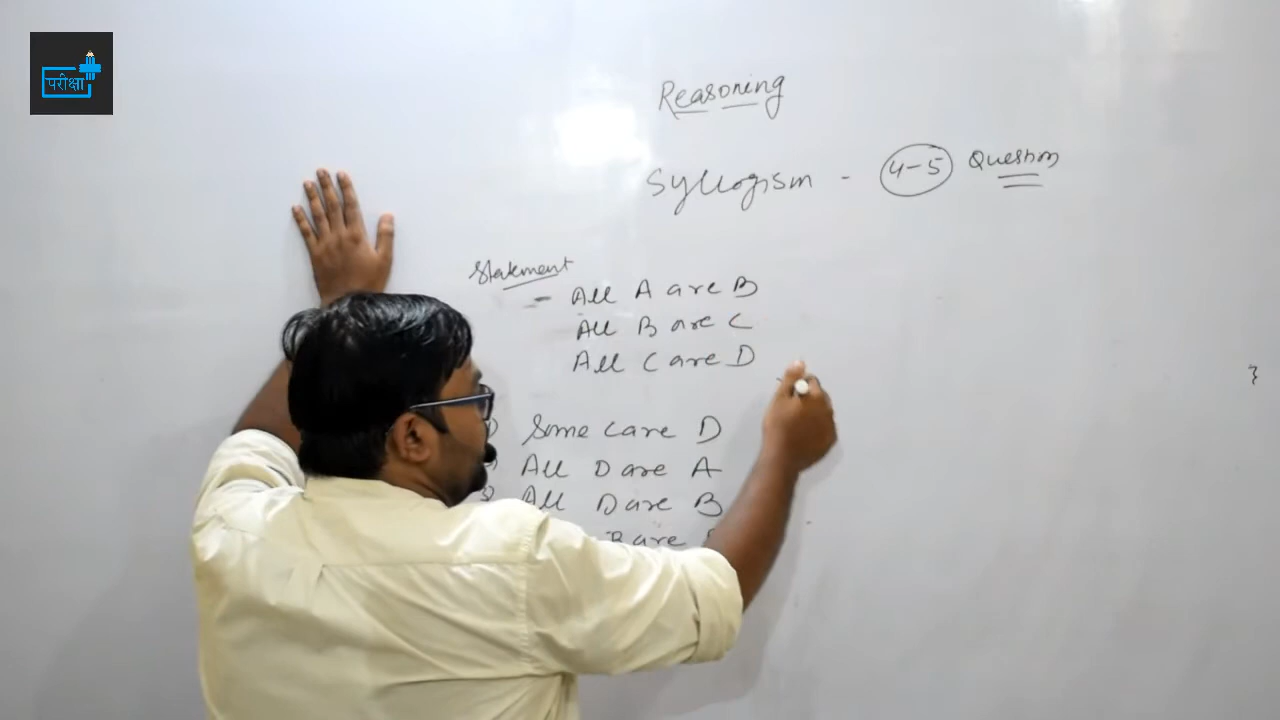 परीक्षा
Reasoning
Syllogism - 4-5 Question
Statement
- All A are B
All B are C
All C are D
Some C are D
All D are A
3 All D are B
B are
}